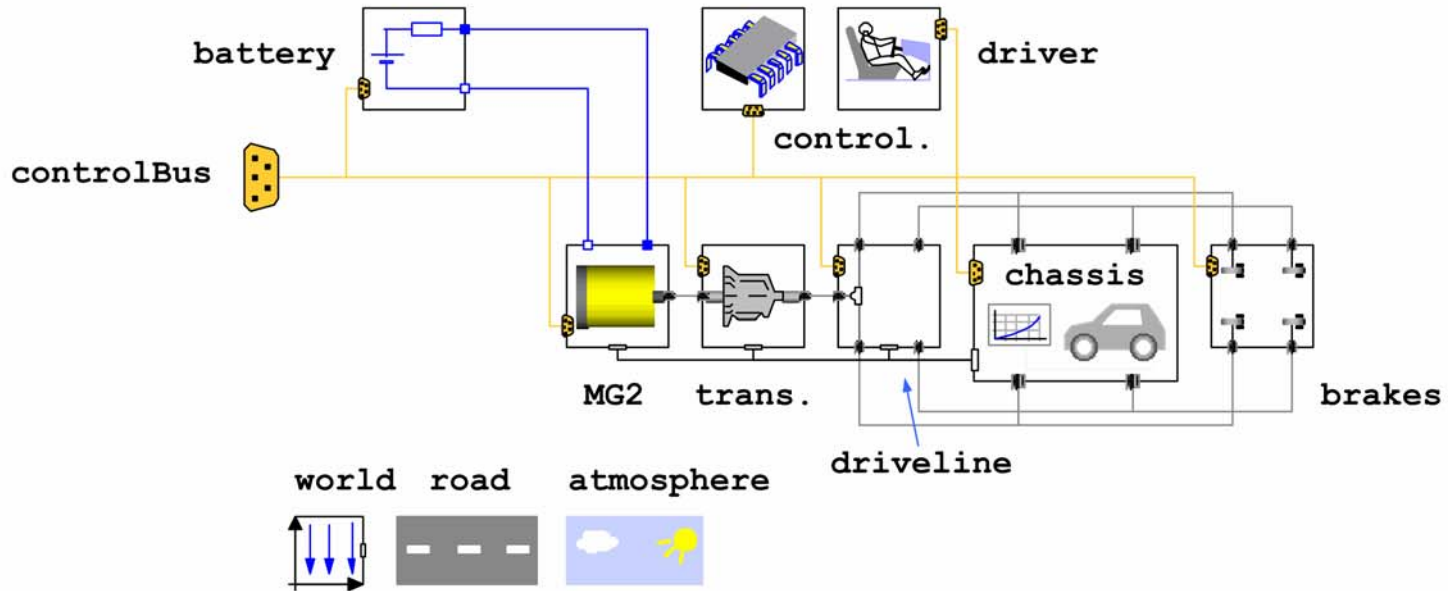 battery
driver
control.
controlBus
chassis
MG2
trans.
brakes
driveline
world
road
atmosphere